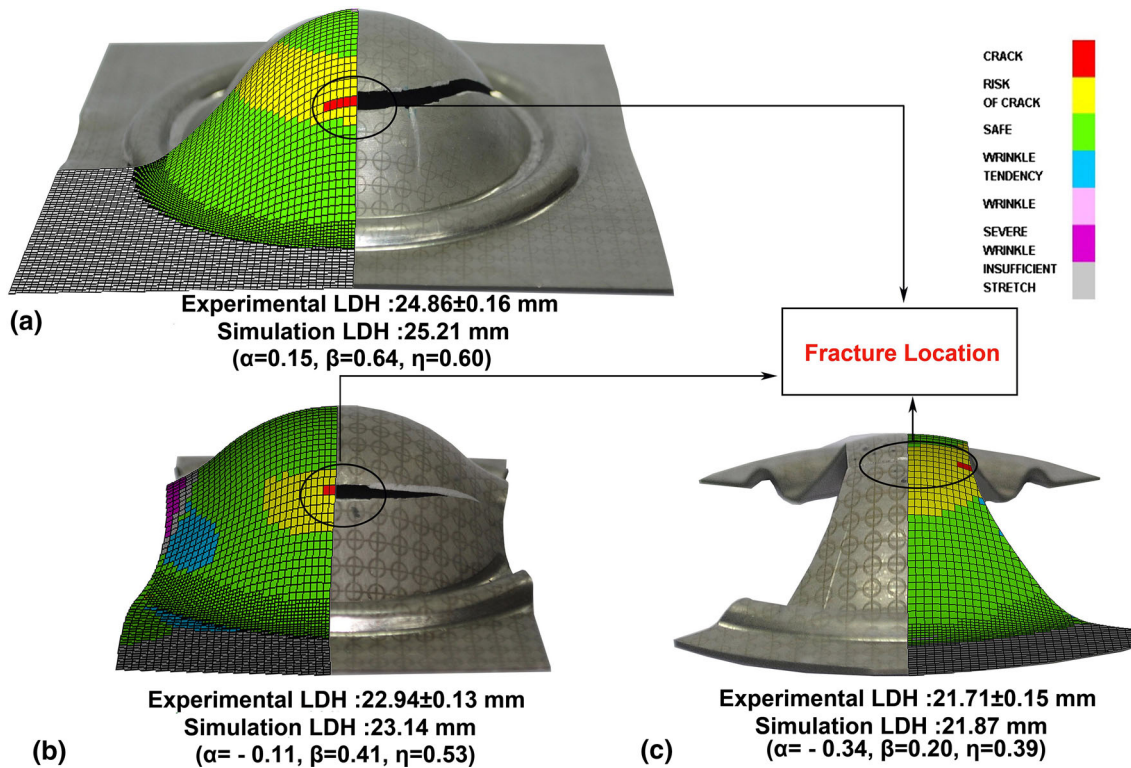 CRACK
RISK
OF CRACK
SAFE
WRINKLE
TENDENCY
WRINKLE
SEVERE
WRINKLE
INSUFFICIENT
STRETCH
Experimental LDH :24.86±0.16 mm
Simulation LDH :25.21 mm
(α=0.15, β=0.64, η=0.60)
(a)
Fracture Location
Experimental LDH :22.94±0.13 mm
Simulation LDH :23.14 mm
(α= - 0.11, β=0.41, η=0.53)
(b)
Experimental LDH :21.71±0.15 mm
Simulation LDH :21.87 mm
(α= - 0.34, β=0.20, η=0.39)
(c)